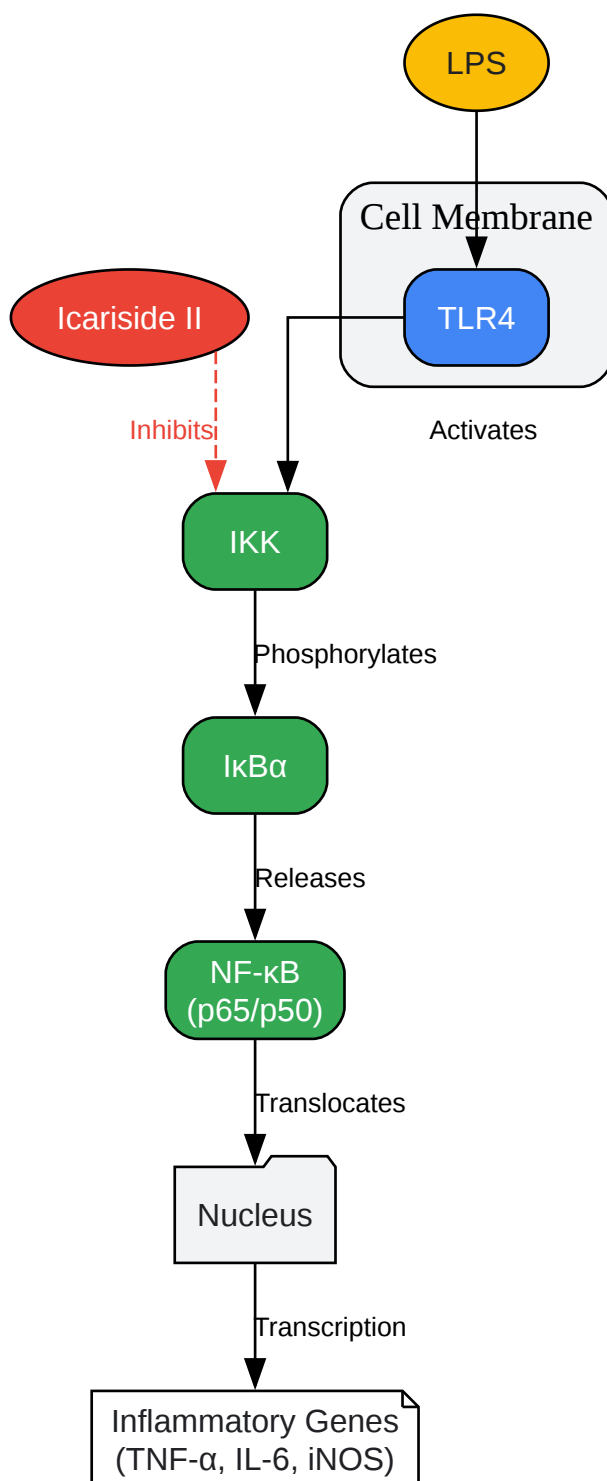 LPS
Cell Membrane
Icariside II
TLR4
Inhibits
Activates
IKK
Phosphorylates
IκBα
Releases
NF-κB
(p65/p50)
Translocates
Nucleus
Transcription
Inflammatory Genes
(TNF-α, IL-6, iNOS)